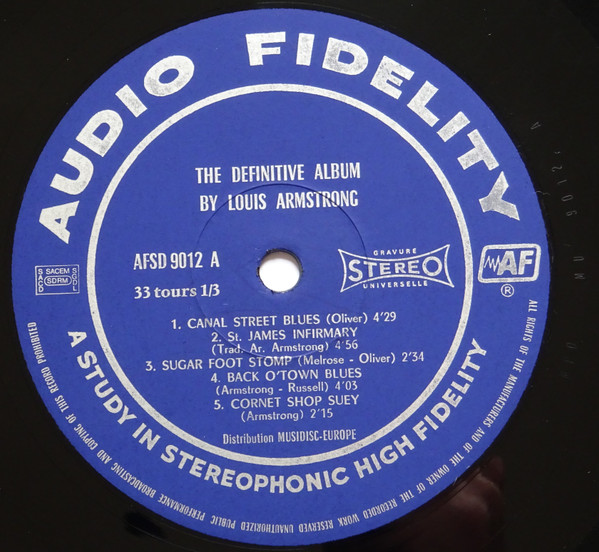 AUDIO FIDELITY
THE DEFINITIVE ALBUM
BY LOUIS ARMSTRONG
AFSD 9012 A
33 tours 1/3
GRAVURE
STEREO
UNIVERSELLE
SACEM
SDRM
SACD
SGDL
AF
®
1. CANAL STREET BLUES (Oliver) 4'29
2. St. JAMES INFIRMARY
(Trad. Ar. Armstrong) 4'56
3. SUGAR FOOT STOMP (Melrose - Oliver) 2'34
4. BACK O'TOWN BLUES
(Armstrong - Russell) 4'03
5. CORNET SHOP SUEY
(Armstrong) 2'15
Distribution MUSIDISC-EUROPE
A STUDY IN STEREOPHONIC HIGH FIDELITY
ALL RIGHTS OF THE MANUFACTURERS AND OF THE OWNER OF THE RECORDED WORK RESERVED UNAUTHORIZED PUBLIC PERFORMANCE BROADCASTING AND COPYING OF THIS RECORD PROHIBITED